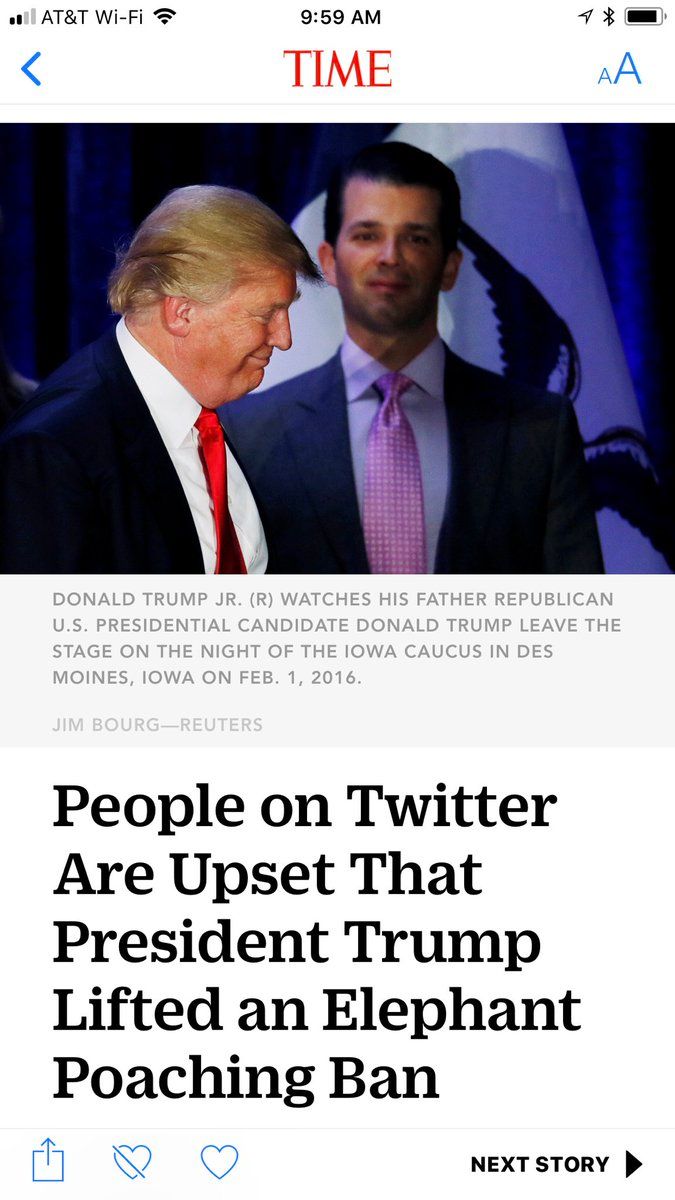 AT&T Wi-Fi 9:59 AM
TIME AA
DONALD TRUMP JR. (R) WATCHES HIS FATHER REPUBLICAN
U.S. PRESIDENTIAL CANDIDATE DONALD TRUMP LEAVE THE
STAGE ON THE NIGHT OF THE IOWA CAUCUS IN DES
MOINES, IOWA ON FEB. 1, 2016.
JIM BOURG—REUTERS
People on Twitter
Are Upset That
President Trump
Lifted an Elephant
Poaching Ban
NEXT STORY